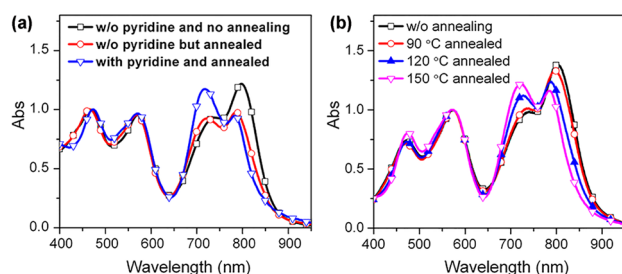 (a)
w/o pyridine and no annealing
w/o pyridine but annealed
with pyridine and annealed
1.5
1.0
0.5
0.0
Abs
400 500 600 700 800 900
Wavelength (nm)
(b)
w/o annealing
90 °C annealed
120 °C annealed
150 °C annealed
1.5
1.0
0.5
0.0
Abs
400 500 600 700 800 900
Wavelength (nm)